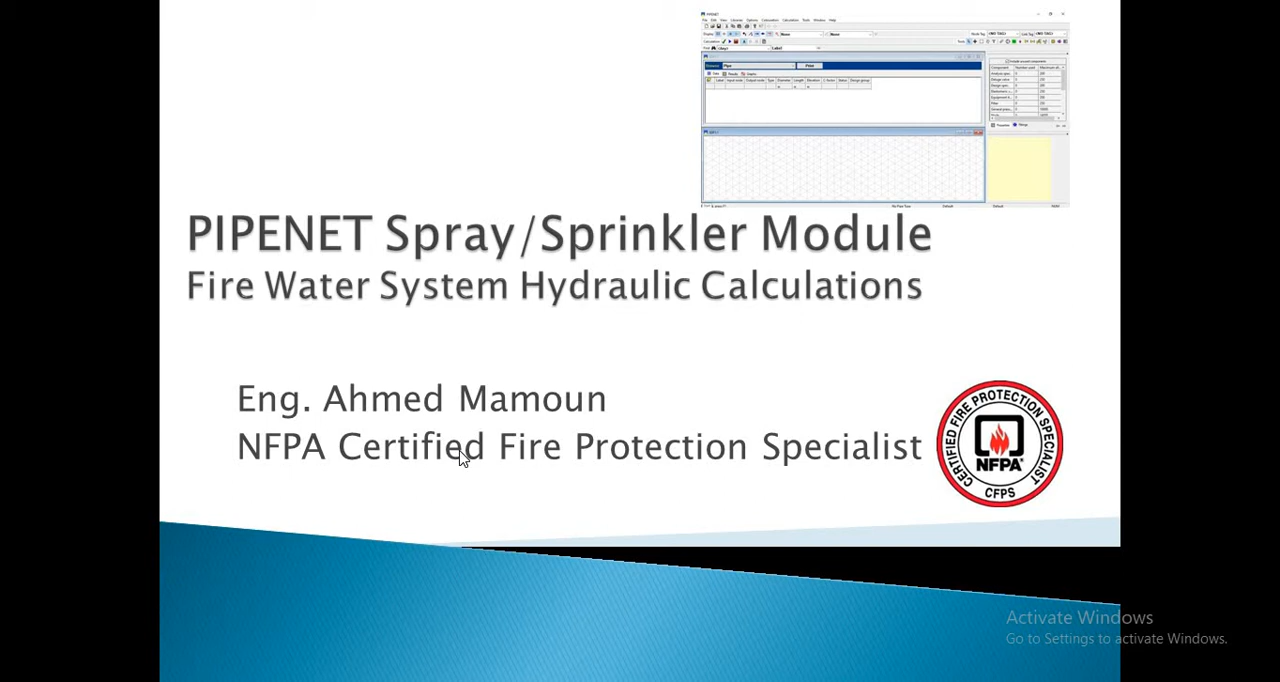 PIPENET Spray/Sprinkler Module
Fire Water System Hydraulic Calculations
Eng. Ahmed Mamoun
NFPA Certified Fire Protection Specialist
CERTIFIED FIRE PROTECTION SPECIALIST
NFPA
CFPS
Activate Windows
Go to Settings to activate Windows.